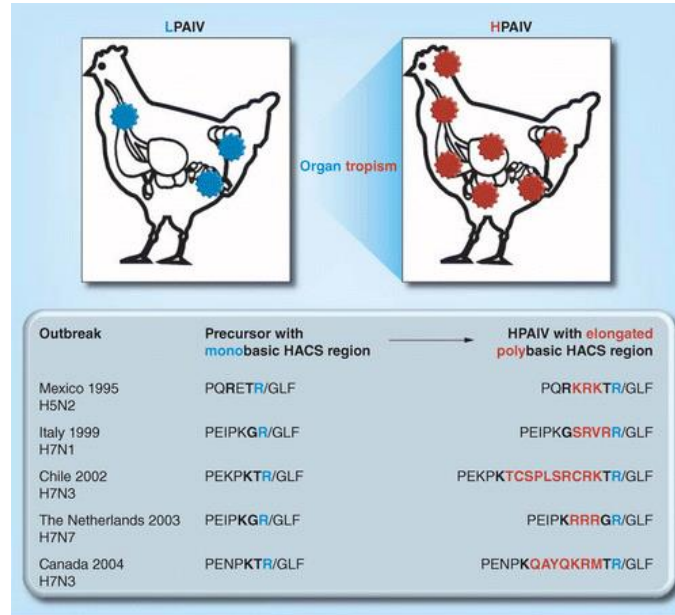 LPAIV
HPAIV
Organ tropism
Outbreak
Precursor with
monobasic HACS region
HPAIV with elongated
polybasic HACS region
Mexico 1995
H5N2
PQRETR/GLF
PQRKRKTR/GLF
Italy 1999
H7N1
PEIPKGR/GLF
PEIPKGSRVRR/GLF
Chile 2002
H7N3
PEKPKTR/GLF
PEKPKTCSPLSRCRKTR/GLF
The Netherlands 2003
H7N7
PEIPKGR/GLF
PEIPKRRRGR/GLF
Canada 2004
H7N3
PENPKTR/GLF
PENPKQAYQKRMTR/GLF